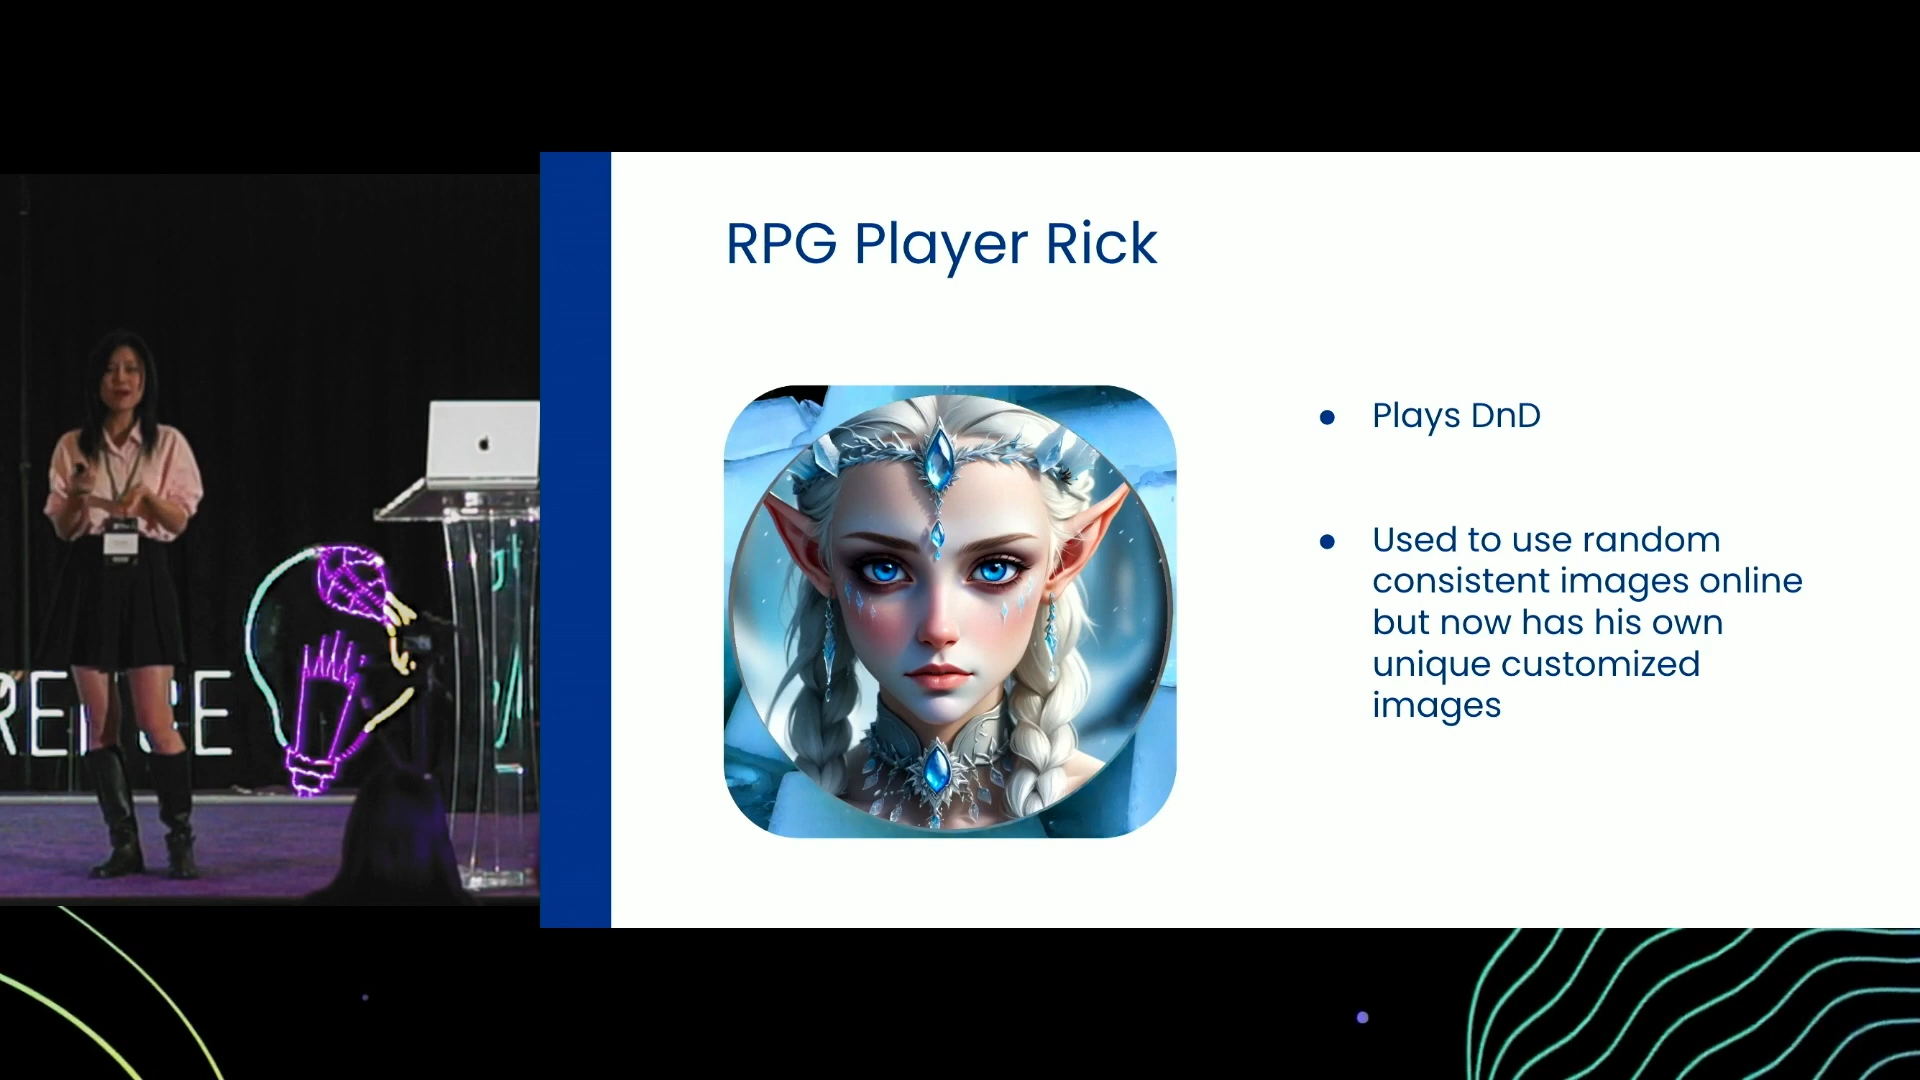 RPG Player Rick
Plays DnD
Used to use random
consistent images online
but now has his own
unique customized
images